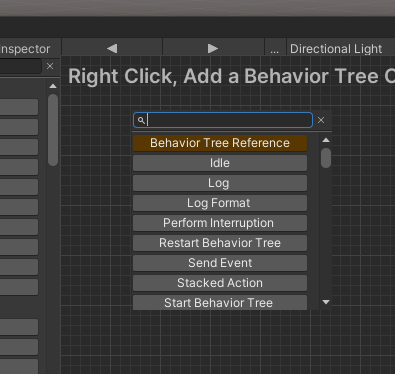 Inspector
...
Directional Light
Right Click, Add a Behavior Tree C
Behavior Tree Reference
Idle
Log
Log Format
Perform Interruption
Restart Behavior Tree
Send Event
Stacked Action
Start Behavior Tree